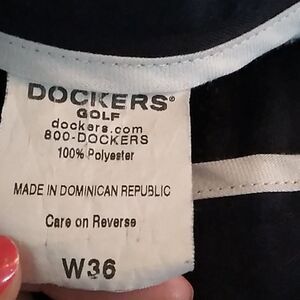 DOCKERS®
GOLF
dockers.com
800-DOCKERS
100% Polyester
MADE IN DOMINICAN REPUBLIC
Care on Reverse
W36